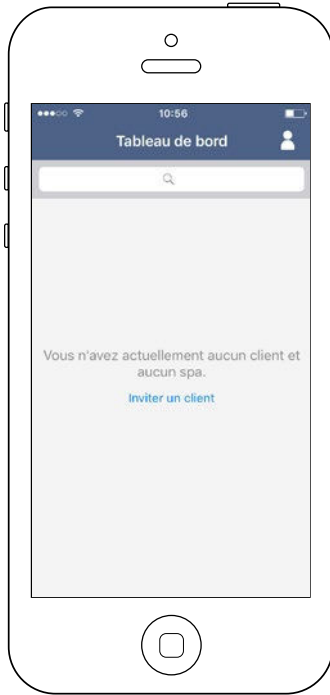 10:56
Tableau de bord
Vous n'avez actuellement aucun client et
aucun spa.
Inviter un client